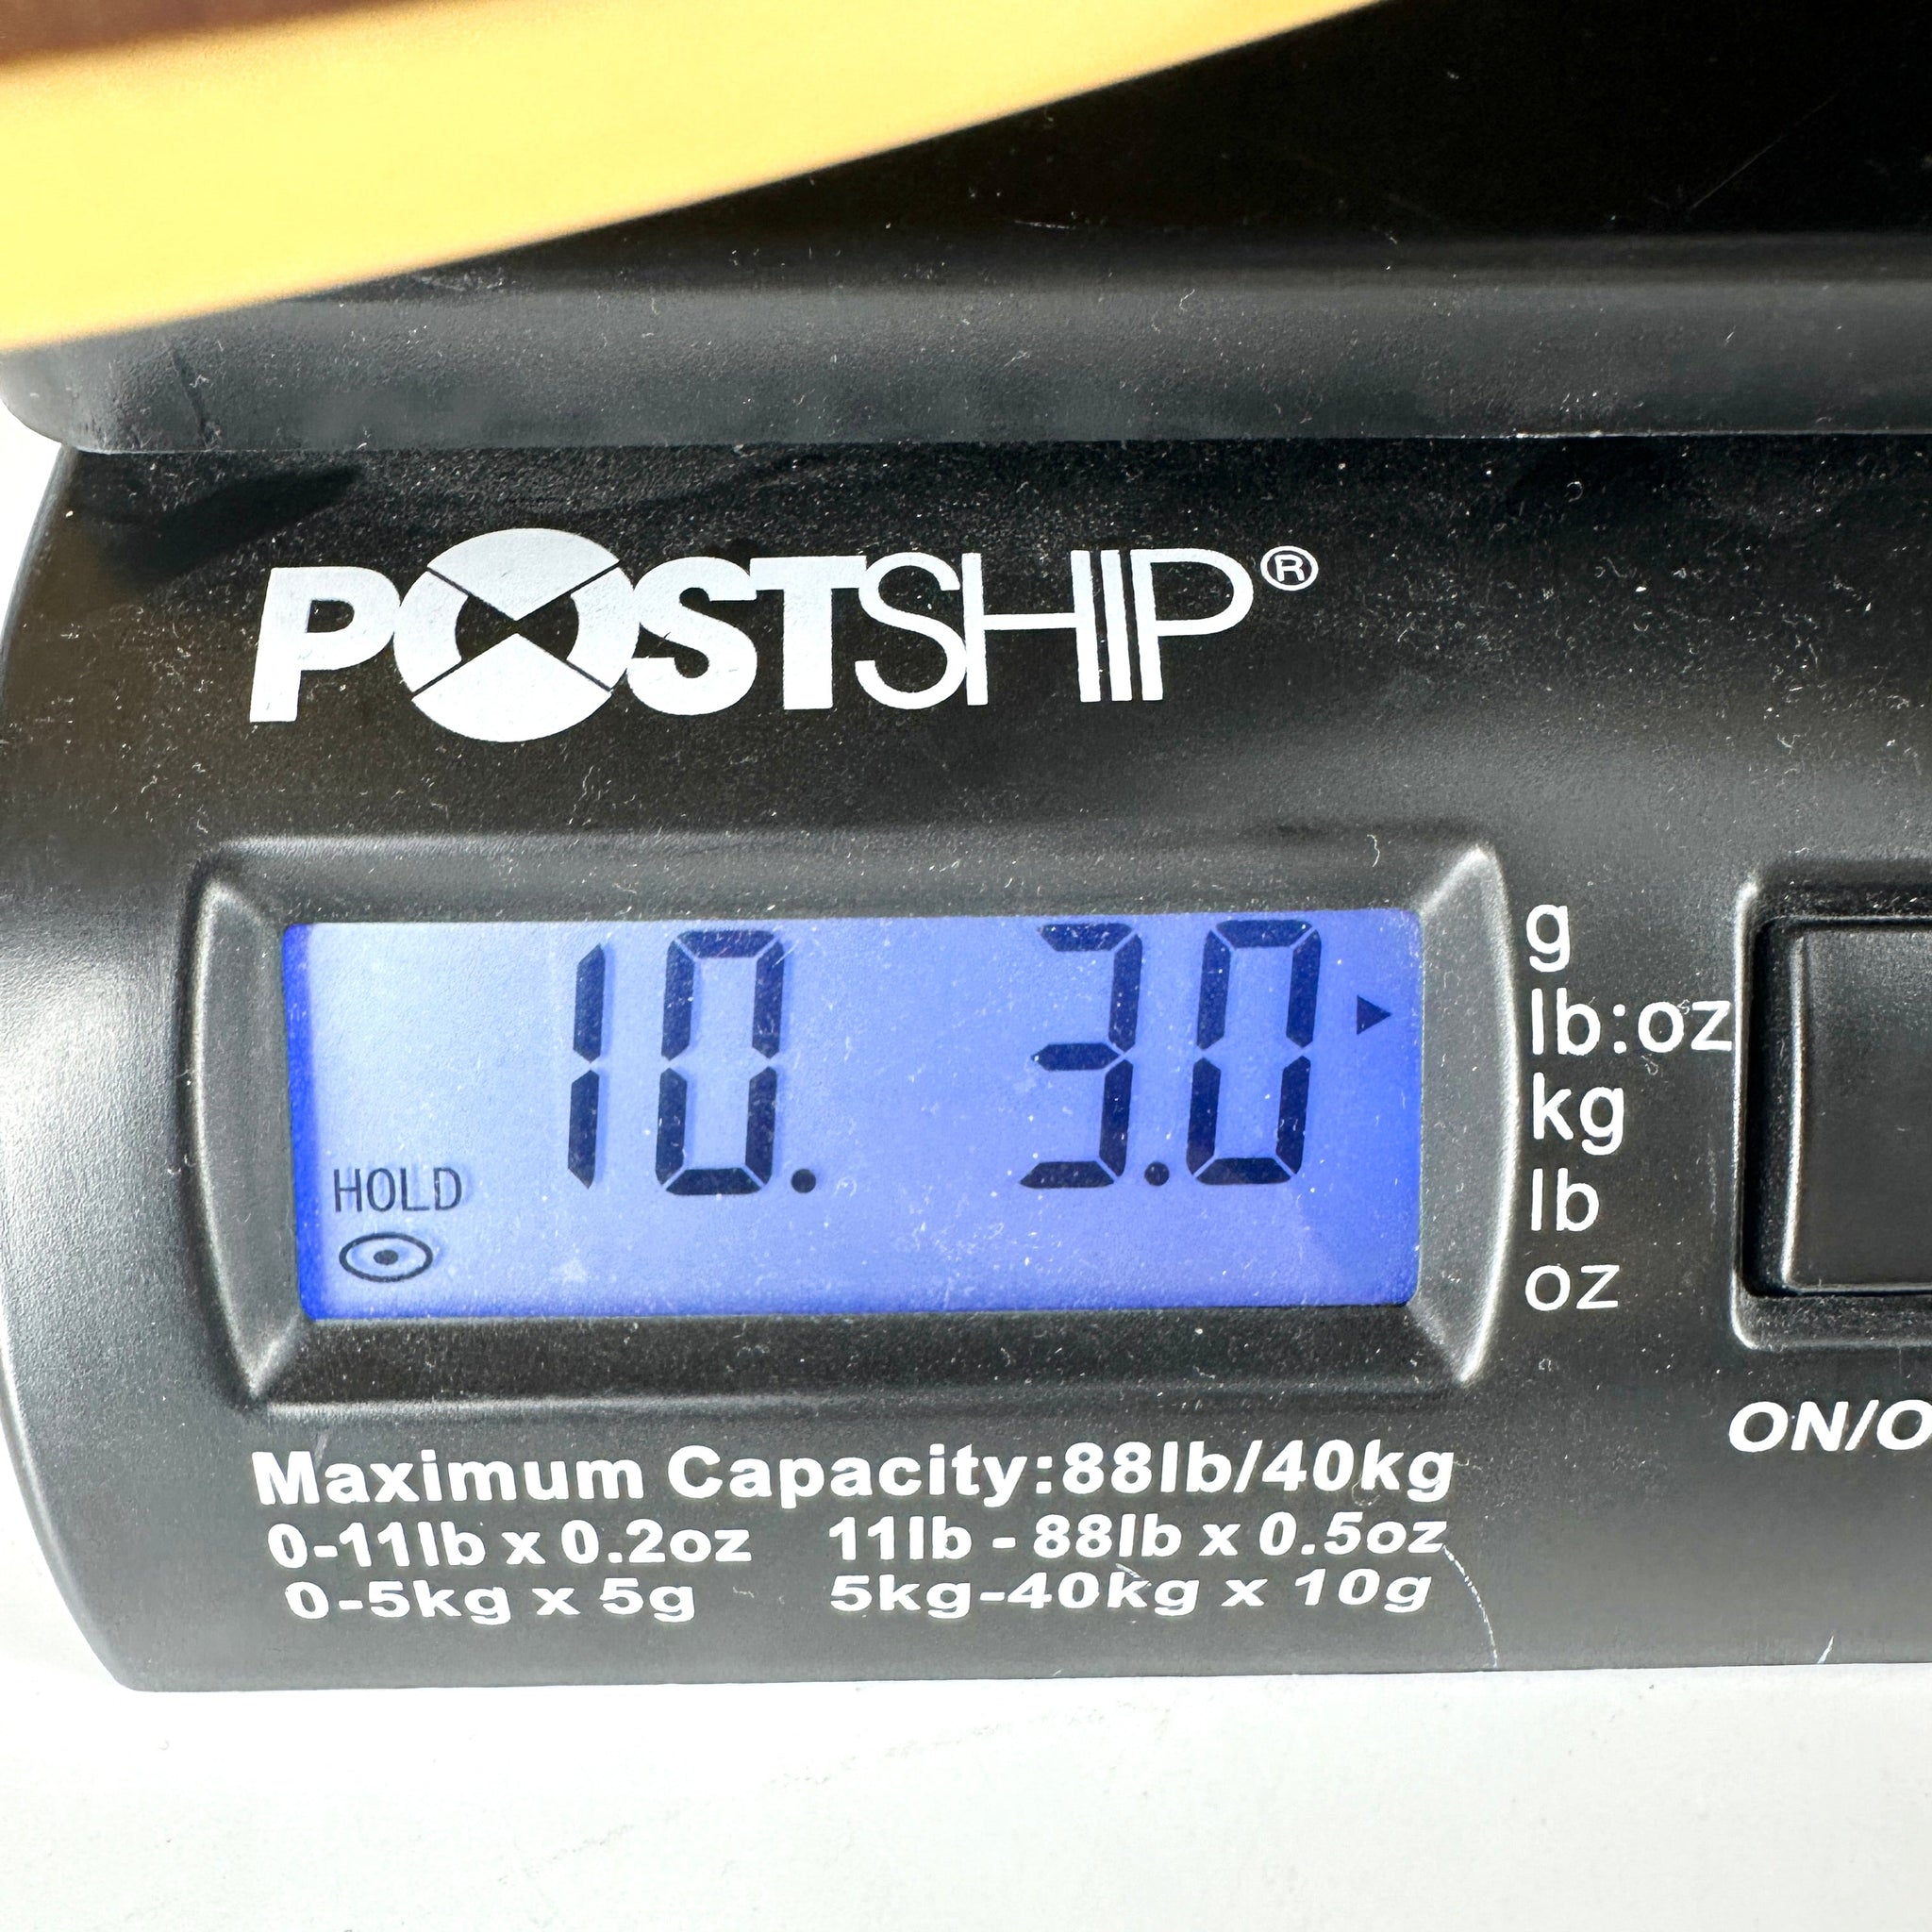 POSTSHIP®
10. 3.0
HOLD
g
lb:oz
kg
lb
oz
ON/O
Maximum Capacity:88lb/40kg
0-11lb x 0.2oz 11lb - 88lb x 0.5oz
0-5kg x 5g 5kg-40kg x 10g